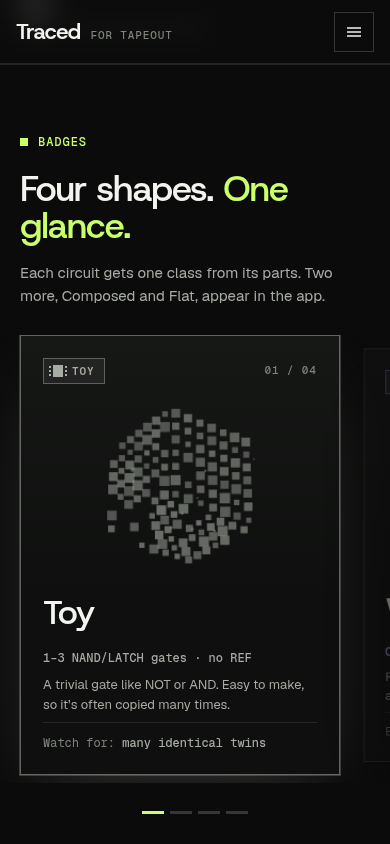 Traced FOR TAPEOUT
BADGES
Four shapes. One
glance.
Each circuit gets one class from its parts. Two
more, Composed and Flat, appear in the app.
TOY
01 / 04
Toy
1–3 NAND/LATCH gates · no REF
A trivial gate like NOT or AND. Easy to make,
so it's often copied many times.
Watch for: many identical twins